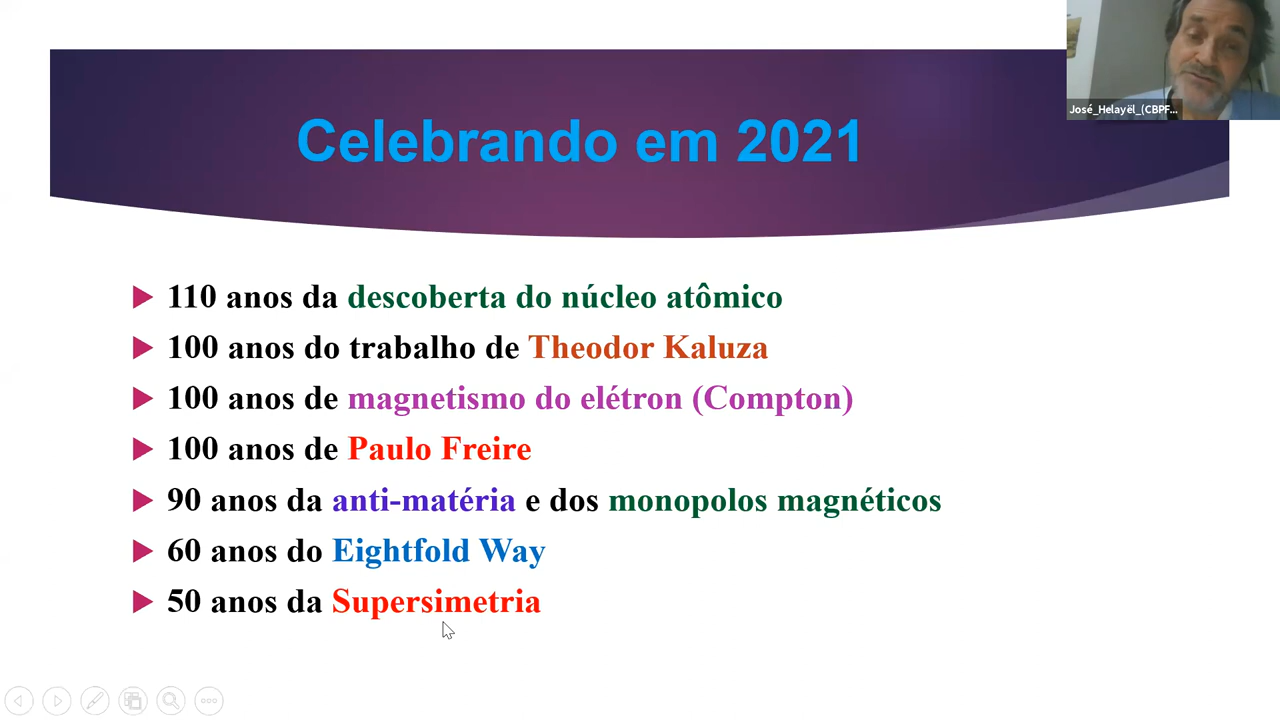 José_Helayël_(CBPF...
Celebrando em 2021
110 anos da descoberta do núcleo atômico
100 anos do trabalho de Theodor Kaluza
100 anos de magnetismo do elétron (Compton)
100 anos de Paulo Freire
90 anos da anti-matéria e dos monopolos magnéticos
60 anos do Eightfold Way
50 anos da Supersimetria